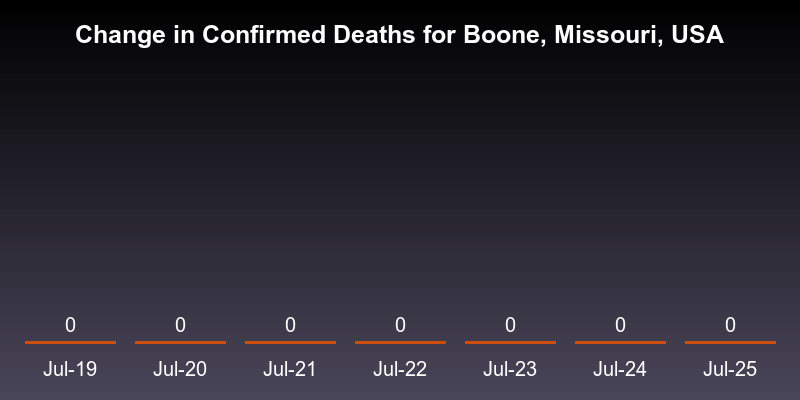 Change in Confirmed Deaths for Boone, Missouri, USA
0 0 0 0 0 0 0
Jul-19 Jul-20 Jul-21 Jul-22 Jul-23 Jul-24 Jul-25